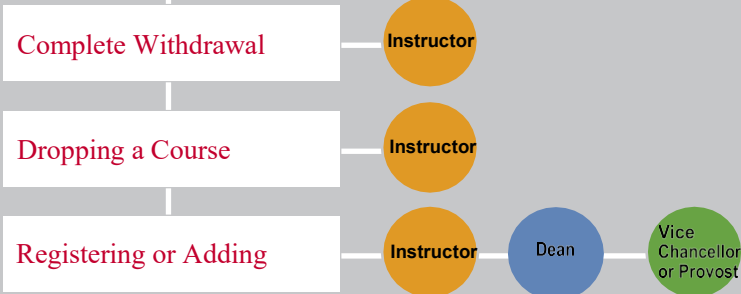 Complete Withdrawal
Instructor
Dropping a Course
Instructor
Registering or Adding
Instructor
Dean
Vice
Chancellor
or Provost